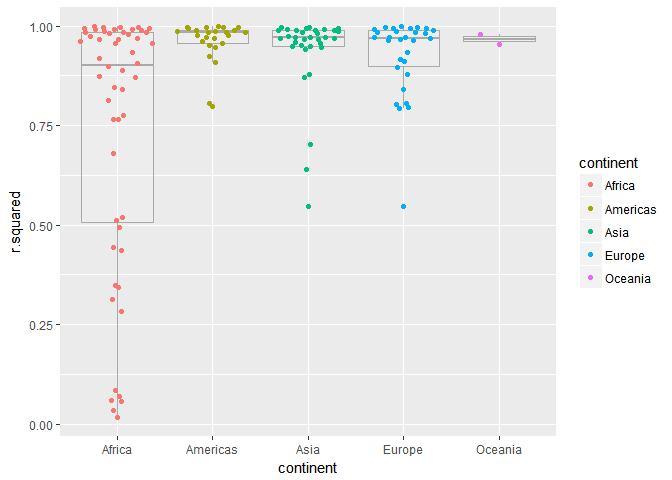 1.00
0.75
0.50
0.25
0.00
r.squared
Africa
Americas
Asia
Europe
Oceania
continent
continent
Africa
Americas
Asia
Europe
Oceania